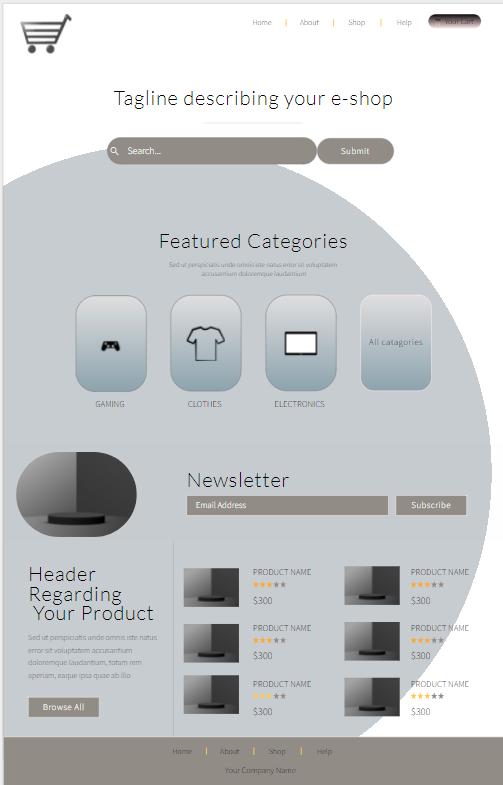 Home | About | Shop | Help Your Cart
Tagline describing your e-shop
Search... Submit
Featured Categories
Sed ut perspiciatis unde omnis iste natus error sit voluptatem
accusantium doloremque laudantium
All catagories
GAMING CLOTHES ELECTRONICS
Newsletter
Email Address Subscribe
Header
Regarding
Your Product
Sed ut perspiciatis unde omnis iste natus
error sit voluptatem accusantium
doloremque laudantium, totam rem
aperiam, eaque ipsa quae ab illo
Browse All
PRODUCT NAME
$300
PRODUCT NAME
$300
PRODUCT NAME
$300
PRODUCT NAME
$300
PRODUCT NAME
$300
PRODUCT NAME
$300
Home | About | Shop | Help
Your Company Name